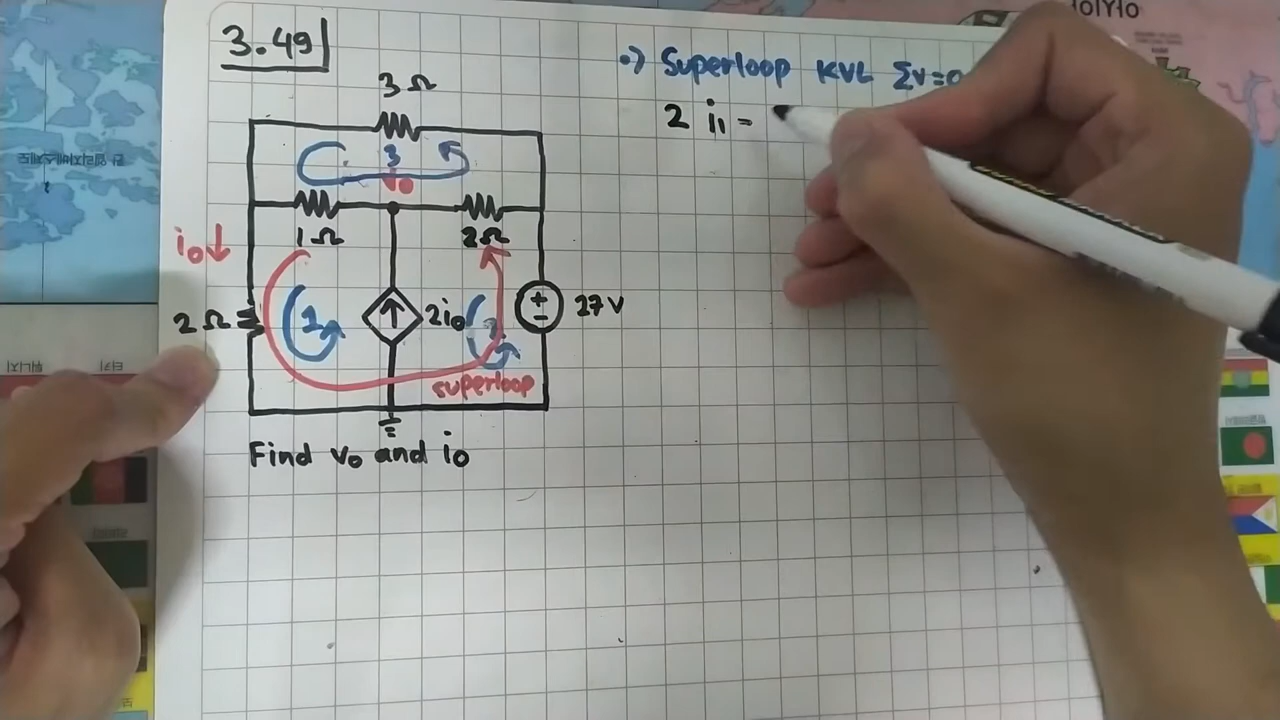 3.49
3 Ω
3
v₀
1 Ω
2 Ω
i₀↓
2 Ω
1
2i₀
2
+
-
27 V
superloop
Find v₀ and i₀
•) Superloop KVL Σv=0
2 i₁ -